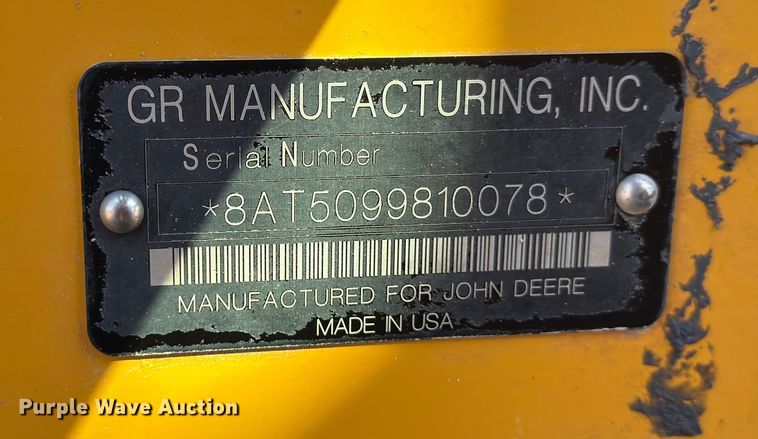 GR MANUFACTURING, INC.
Serial Number
*8AT5099810078*
MANUFACTURED FOR JOHN DEERE
MADE IN USA
Purple Wave Auction